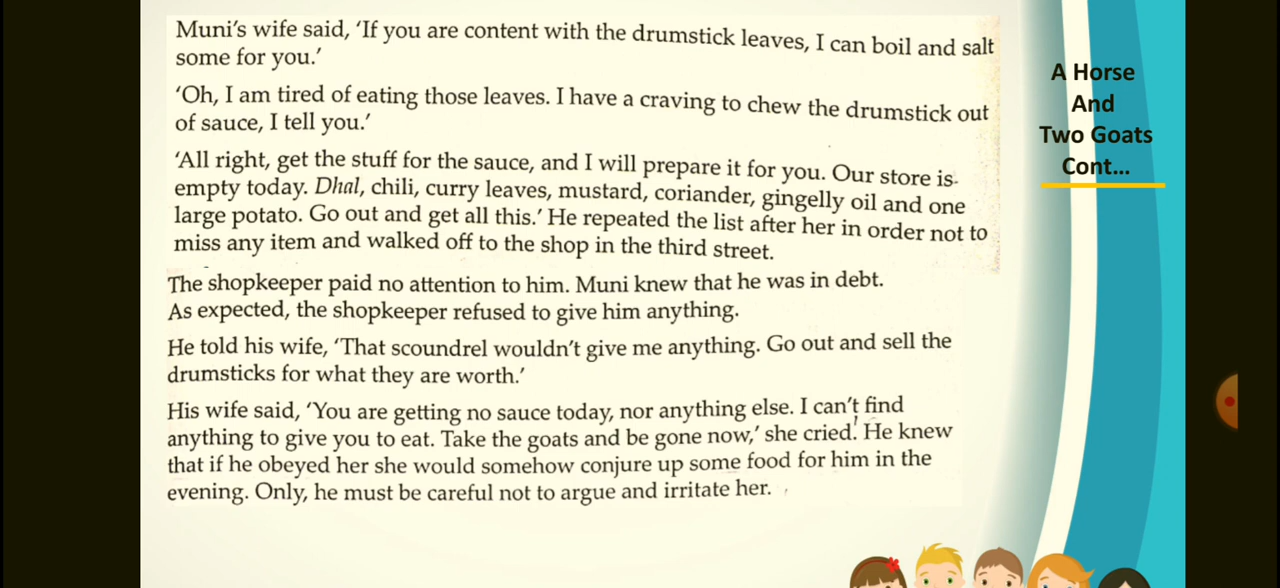 Muni's wife said, 'If you are content with the drumstick leaves, I can boil and salt
some for you.'
'Oh, I am tired of eating those leaves. I have a craving to chew the drumstick out
of sauce, I tell you.'
'All right, get the stuff for the sauce, and I will prepare it for you. Our store is
empty today. Dhal, chili, curry leaves, mustard, coriander, gingelly oil and one
large potato. Go out and get all this.' He repeated the list after her in order not to
miss any item and walked off to the shop in the third street.
The shopkeeper paid no attention to him. Muni knew that he was in debt.
As expected, the shopkeeper refused to give him anything.
He told his wife, 'That scoundrel wouldn't give me anything. Go out and sell the
drumsticks for what they are worth.'
His wife said, 'You are getting no sauce today, nor anything else. I can't find
anything to give you to eat. Take the goats and be gone now,' she cried! He knew
that if he obeyed her she would somehow conjure up some food for him in the
evening. Only, he must be careful not to argue and irritate her.
A Horse
And
Two Goats
Cont...